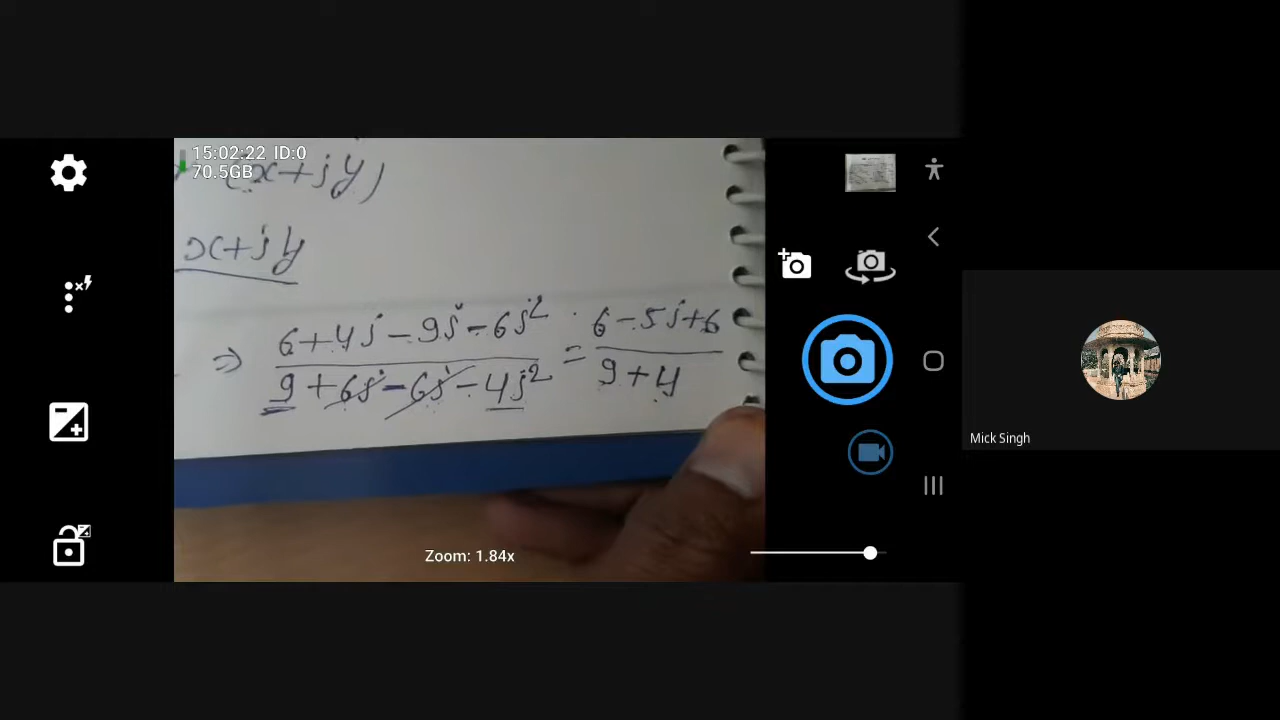 15:02:22 ID:0
70.5GB
(x+jy)
x+jy
⇒ 6+4j-9j-6j² / 9+6j-6j-4j² = 6-5j+6 / 9+4
Zoom: 1.84x
Mick Singh